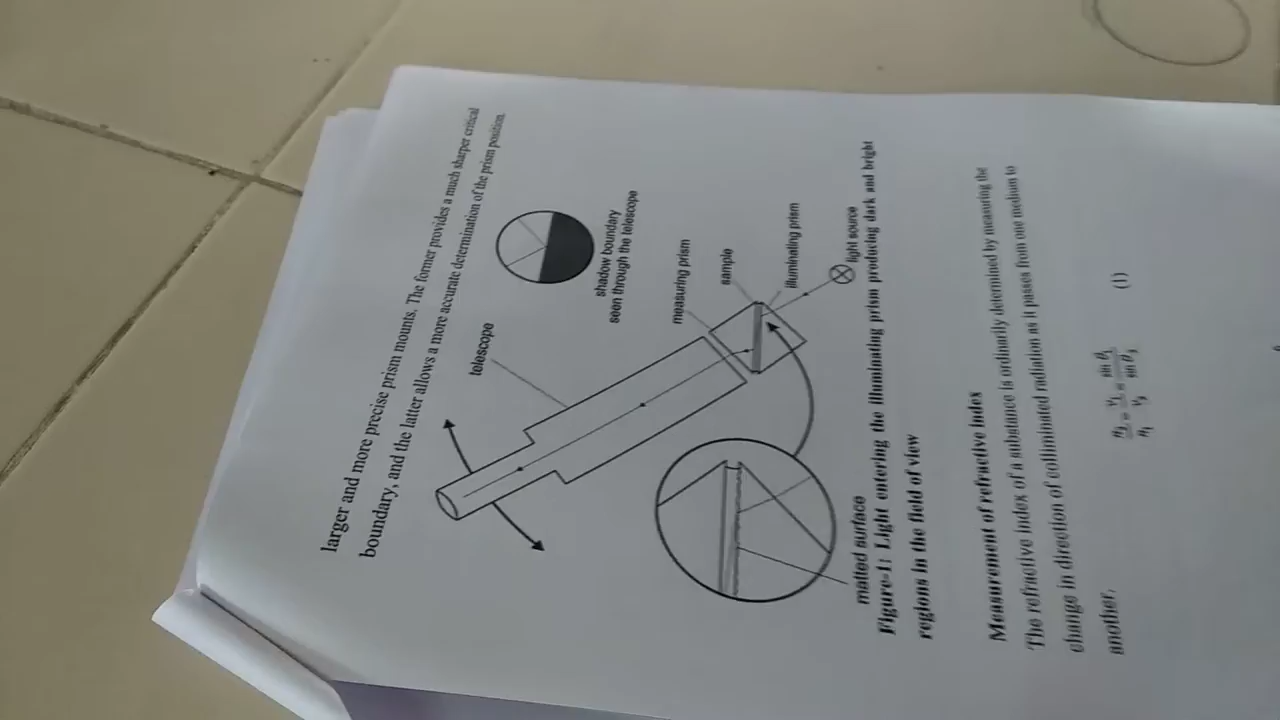 larger and more precise prism mounts. The former provides a much sharper critical
boundary, and the latter allows a more accurate determination of the prism position.
telescope
shadow boundary
seen through the telescope
measuring prism
sample
illuminating prism
light source
matted surface
Figure-1: Light entering the illuminating prism producing dark and bright
regions in the field of view
Measurement of refractive index
The refractive index of a substance is ordinarily determined by measuring the
change in direction of collimated radiation as it passes from one medium to
another.
(1)